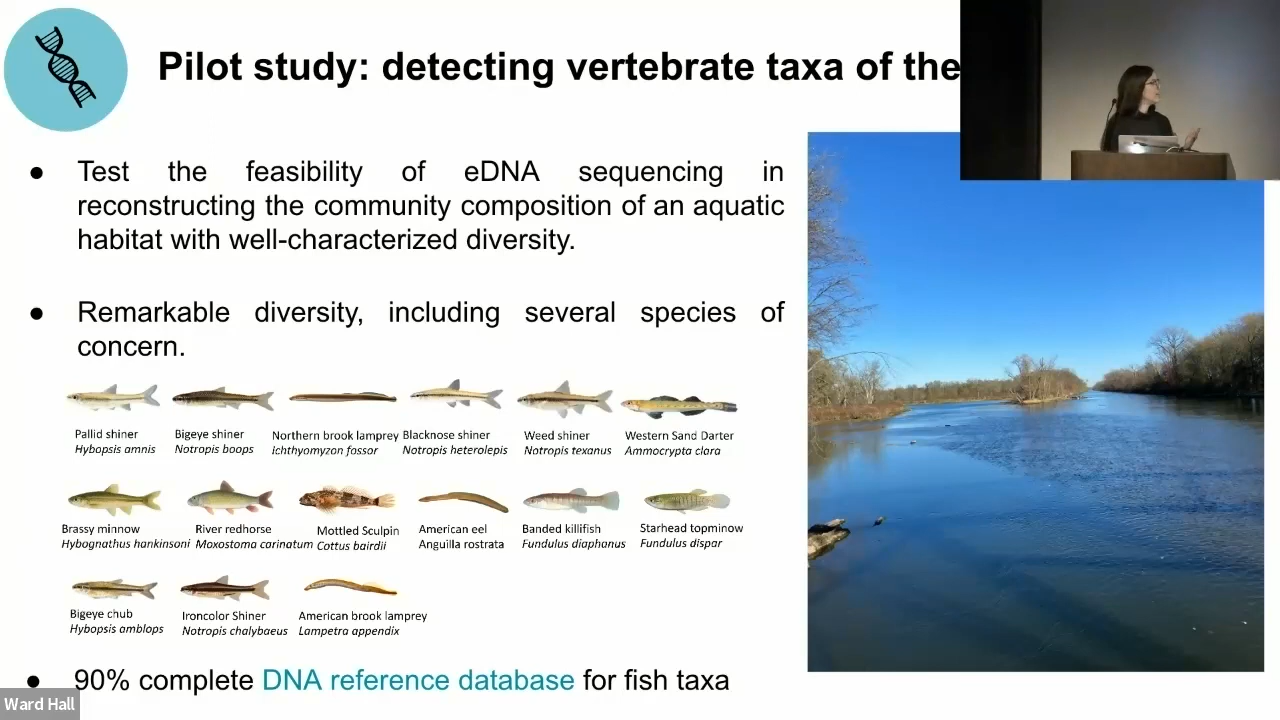 Pilot study: detecting vertebrate taxa of the
Test the feasibility of eDNA sequencing in
reconstructing the community composition of an aquatic
habitat with well-characterized diversity.
Remarkable diversity, including several species of
concern.
Pallid shiner
Hybopsis amnis
Bigeye shiner
Notropis boops
Northern brook lamprey
Ichthyomyzon fossor
Blacknose shiner
Notropis heterolepis
Weed shiner
Notropis texanus
Western Sand Darter
Ammocrypta clara
Brassy minnow
Hybognathus hankinsoni
River redhorse
Moxostoma carinatum
Mottled Sculpin
Cottus bairdii
American eel
Anguilla rostrata
Banded killifish
Fundulus diaphanus
Starhead topminow
Fundulus dispar
Bigeye chub
Hybopsis amblops
Ironcolor Shiner
Notropis chalybaeus
American brook lamprey
Lampetra appendix
90% complete DNA reference database for fish taxa
Ward Hall